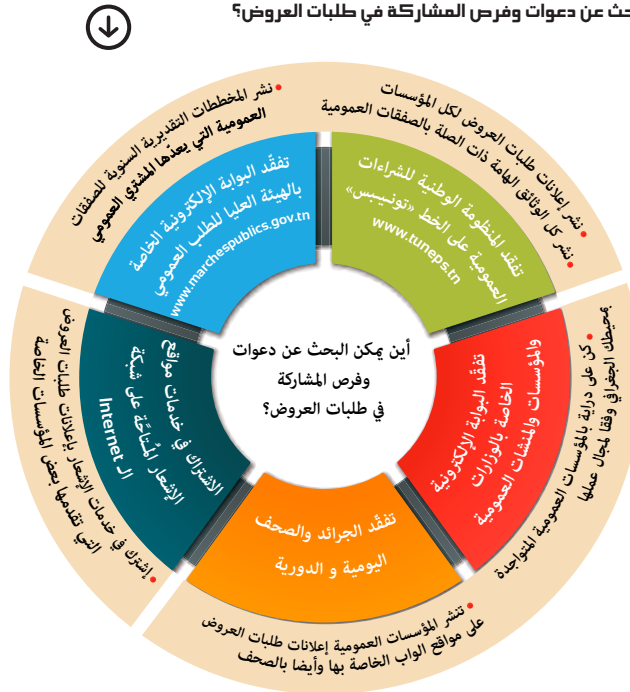 حث عن دعوات وفرص المشاركة في طلبات العروض؟
أين يمكن البحث عن دعوات
وفرص المشاركة
في طلبات العروض؟
تفقد المنظومة الوطنية للشراءات
العمومية على الخط «تونيبس»
www.tuneps.tn
• نشر إعلانات طلبات العروض لكل المؤسسات
• نشر كل الوثائق الهامة ذات الصلة بالصفقات العمومية
تفقّد البوابة الإلكترونية
الخاصة بالوزارات
والمؤسسات والمنشات العمومية
• كن على دراية بالمؤسسات العمومية المتواجدة
بمحيطك الجغرافي وفقا لمجال عملها
تفقّد الجرائد والصحف
اليومية و الدورية
• تنشر المؤسسات العمومية إعلانات طلبات العروض
على مواقع الواب الخاصة بها وأيضا بالصحف
الاشتراك في خدمات مواقع
الإشعار المُتاحَة على شبكة
الـ Internet
• إشترك في خدمات الإشعار بإعلانات طلبات العروض
التي تقدمها بعض المؤسسات الخاصة
تفقّد البوابة الإلكترونية الخاصة
بالهيئة العليا للطلب العمومي
www.marchespublics.gov.tn
• نشر المخططات التقديرية السنوية للصفقات
العمومية التي يعدها المشتري العمومي